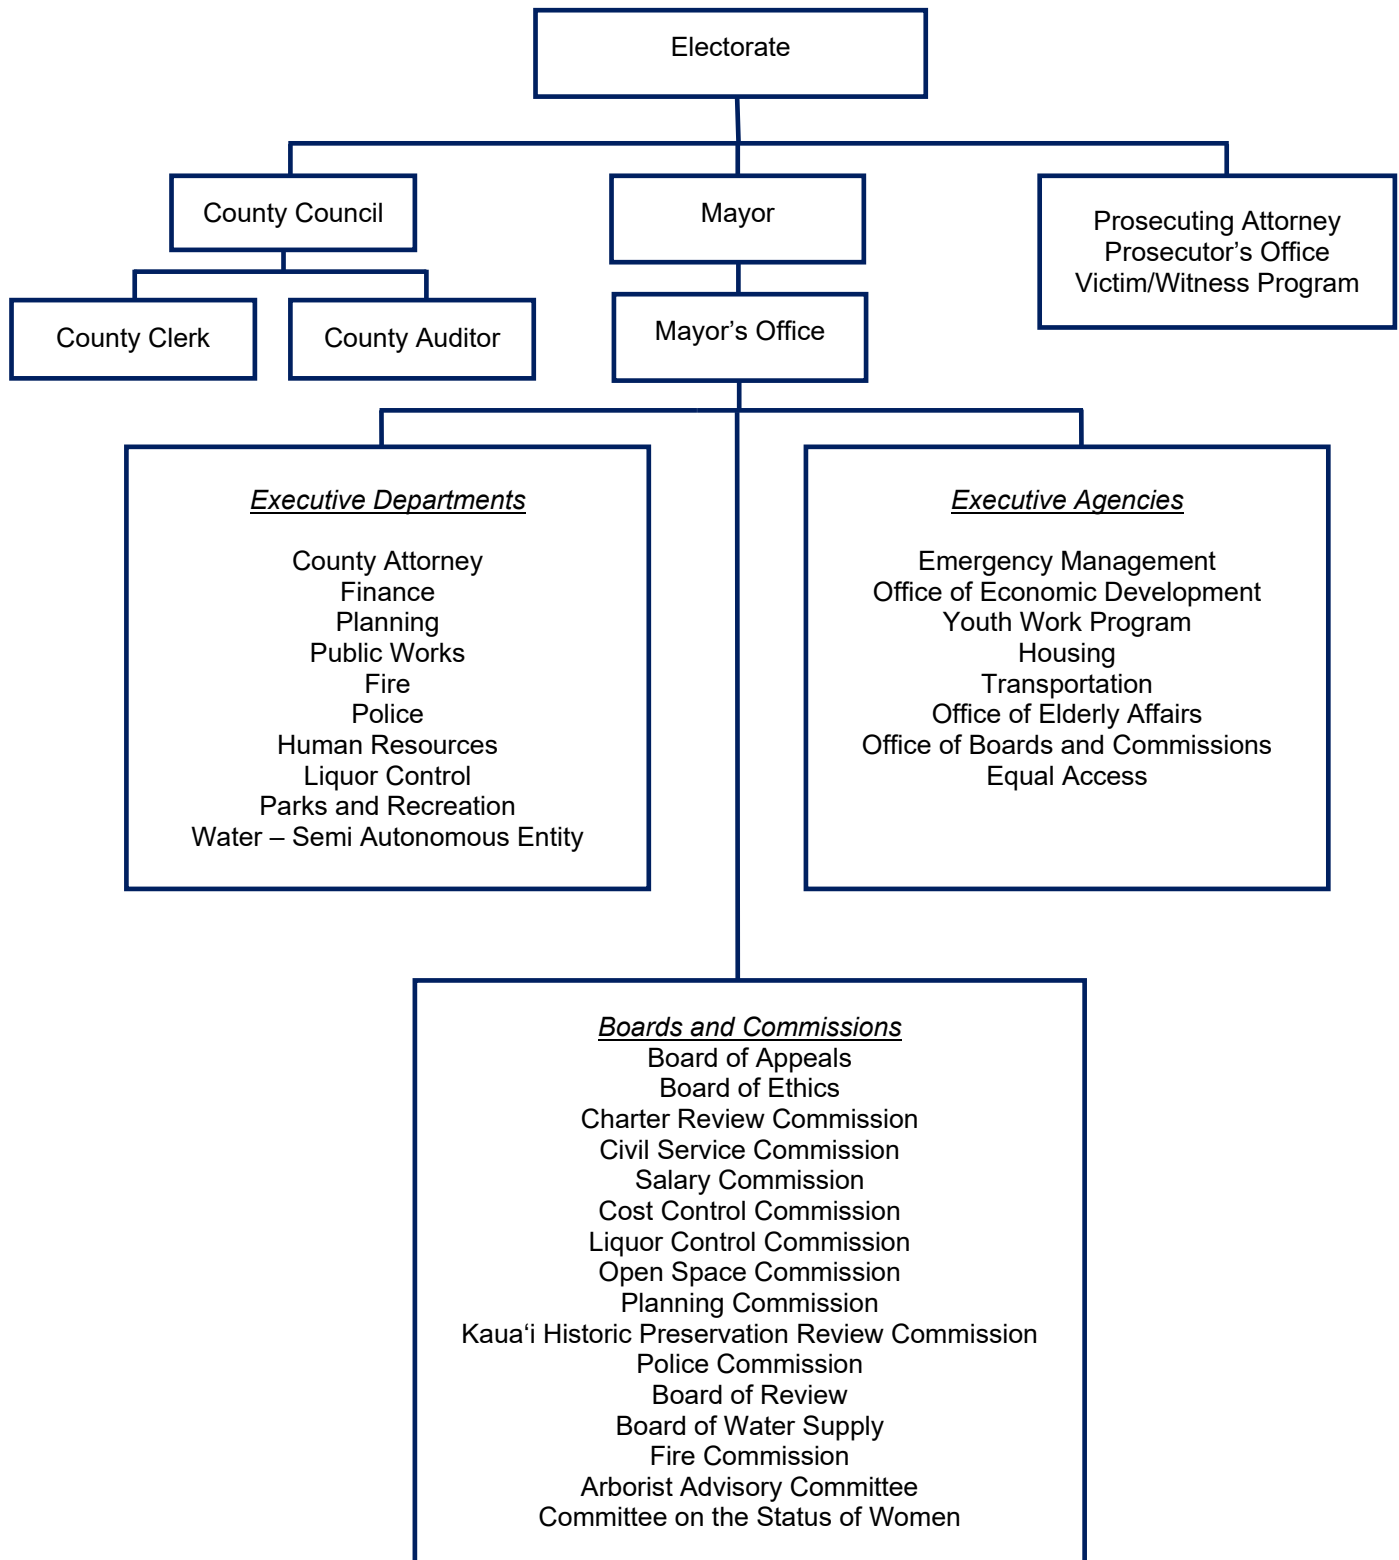 Electorate
County Council
Mayor
Prosecuting Attorney
Prosecutor’s Office
Victim/Witness Program
County Clerk
County Auditor
Mayor’s Office
Executive Departments
County Attorney
Finance
Planning
Public Works
Fire
Police
Human Resources
Liquor Control
Parks and Recreation
Water – Semi Autonomous Entity
Executive Agencies
Emergency Management
Office of Economic Development
Youth Work Program
Housing
Transportation
Office of Elderly Affairs
Office of Boards and Commissions
Equal Access
Boards and Commissions
Board of Appeals
Board of Ethics
Charter Review Commission
Civil Service Commission
Salary Commission
Cost Control Commission
Liquor Control Commission
Open Space Commission
Planning Commission
Kaua‘i Historic Preservation Review Commission
Police Commission
Board of Review
Board of Water Supply
Fire Commission
Arborist Advisory Committee
Committee on the Status of Women